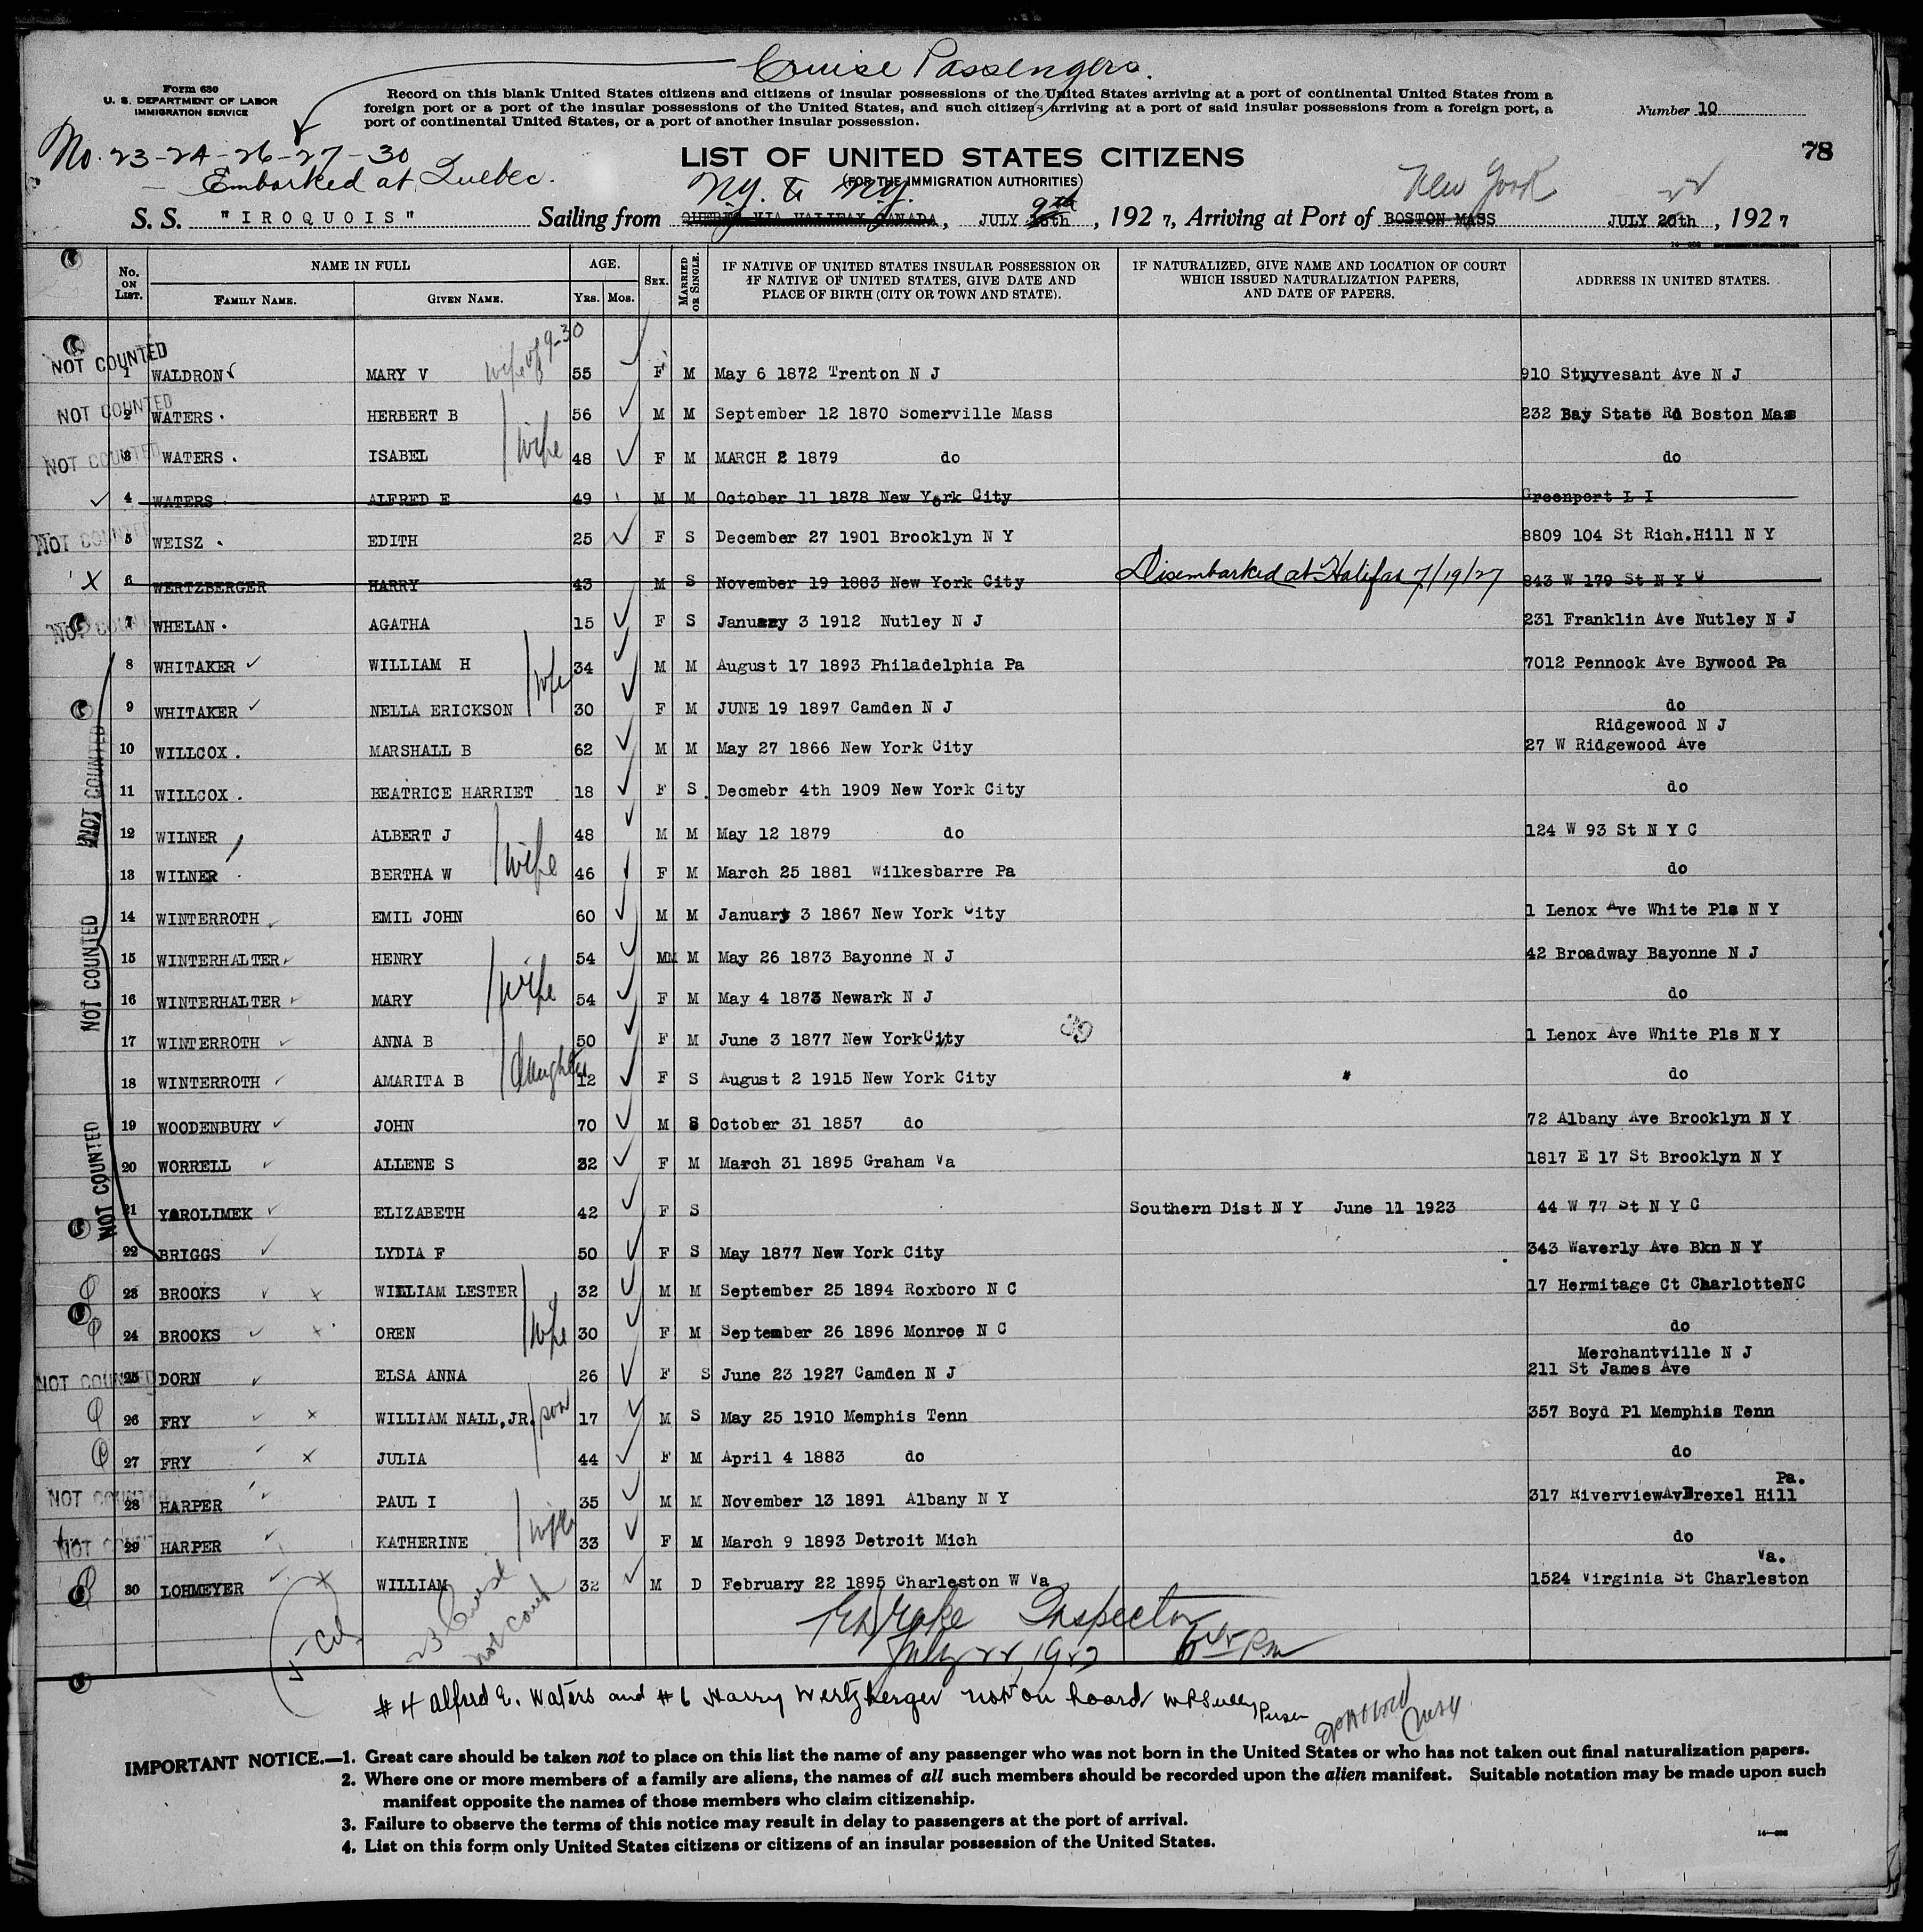 Cruise Passengers.
Form 630
U. S. DEPARTMENT OF LABOR
IMMIGRATION SERVICE
Record on this blank United States citizens and citizens of insular possessions of the United States arriving at a port of continental United States from a
foreign port or a port of the insular possessions of the United States, and such citizens arriving at a port of said insular possessions from a foreign port, a
port of continental United States, or a port of another insular possession.
Number 10
No. 23-24-26-27-30
Embarked at Quebec.
LIST OF UNITED STATES CITIZENS
(FOR THE IMMIGRATION AUTHORITIES)
78
N.Y. to N.Y. 9th New York 22
S. S. "IROQUOIS" Sailing from QUEBEC VIA HALIFAX CANADA, JULY 16th, 1927, Arriving at Port of BOSTON MASS JULY 20th, 1927
No. ON LIST. NAME IN FULL FAMILY NAME. GIVEN NAME. AGE. YRS. MOS. SEX. MARRIED OR SINGLE. IF NATIVE OF UNITED STATES INSULAR POSSESSION OR IF NATIVE OF UNITED STATES, GIVE DATE AND PLACE OF BIRTH (CITY OR TOWN AND STATE). IF NATURALIZED, GIVE NAME AND LOCATION OF COURT WHICH ISSUED NATURALIZATION PAPERS, AND DATE OF PAPERS. ADDRESS IN UNITED STATES.
NOT COUNTED 1 WALDRON MARY V wife of 9-30 55 F M May 6 1872 Trenton N J 910 Stuyvesant Ave N J
NOT COUNTED 2 WATERS HERBERT B 56 M M September 12 1870 Somerville Mass 232 Bay State Rd Boston Mass
NOT COUNTED 3 WATERS ISABEL wife 48 F M MARCH 2 1879 do do
4 WATERS ALFRED E 49 M M October 11 1878 New York City Greenport L I
NOT COUNTED 5 WEISZ EDITH 25 F S December 27 1901 Brooklyn N Y 8809 104 St Rich.Hill N Y
X 6 WERTZBERGER HARRY 43 M S November 19 1883 New York City Disembarked at Halifax 7/19/27 843 W 179 St N Y C
NOT COUNTED 7 WHELAN AGATHA 15 F S January 3 1912 Nutley N J 231 Franklin Ave Nutley N J
8 WHITAKER WILLIAM H 34 M M August 17 1893 Philadelphia Pa 7012 Pennock Ave Bywood Pa
9 WHITAKER NELLA ERICKSON wife 30 F M JUNE 19 1897 Camden N J do
Ridgewood N J
10 WILLCOX MARSHALL B 62 M M May 27 1866 New York City 27 W Ridgewood Ave
NOT COUNTED 11 WILLCOX BEATRICE HARRIET 18 F S Decmebr 4th 1909 New York City do
12 WILNER ALBERT J 48 M M May 12 1879 do 124 W 93 St N Y C
13 WILNER BERTHA W wife 46 F M March 25 1881 Wilkesbarre Pa do
14 WINTERROTH EMIL JOHN 60 M M January 3 1867 New York City 1 Lenox Ave White Pls N Y
NOT COUNTED 15 WINTERHALTER HENRY 54 M M May 26 1873 Bayonne N J 42 Broadway Bayonne N J
16 WINTERHALTER MARY wife 54 F M May 4 1873 Newark N J do
17 WINTERROTH ANNA B 50 F M June 3 1877 New York City 1 Lenox Ave White Pls N Y
18 WINTERROTH AMARITA B daughter 12 F S August 2 1915 New York City do
19 WOODENBURY JOHN 70 M S October 31 1857 do 72 Albany Ave Brooklyn N Y
NOT COUNTED 20 WORRELL ALLENE S 32 F M March 31 1895 Graham Va 1817 E 17 St Brooklyn N Y
21 YAROLIMEK ELIZABETH 42 F S Southern Dist N Y June 11 1923 44 W 77 St N Y C
22 BRIGGS LYDIA F 50 F S May 1877 New York City 343 Waverly Ave Bkn N Y
23 BROOKS x WILLIAM LESTER 32 M M September 25 1894 Roxboro N C 17 Hermitage Ct Charlotte NC
24 BROOKS x OREN wife 30 F M September 26 1896 Monroe N C do
Merchantville N J
NOT COUNTED 25 DORN ELSA ANNA 26 F S June 23 1927 Camden N J 211 St James Ave
26 FRY x WILLIAM NALL,JR. son 17 M S May 25 1910 Memphis Tenn 357 Boyd Pl Memphis Tenn
27 FRY x JULIA 44 F M April 4 1883 do do
Pa.
NOT COUNTED 28 HARPER PAUL I 35 M M November 13 1891 Albany N Y 317 RiverviewAvDrexel Hill
NOT COUNTED 29 HARPER KATHERINE wife 33 F M March 9 1893 Detroit Mich do
Va.
30 LOHMEYER x WILLIAM 32 M D February 22 1895 Charleston W Va 1524 Virginia St Charleston
23 Cruise not count
Inspector
July 22, 1927 6 45 Pm
#4 Alfred E. Waters and #6 Harry Wertzberger not on board W P Sully Purser
IMPORTANT NOTICE.—1. Great care should be taken not to place on this list the name of any passenger who was not born in the United States or who has not taken out final naturalization papers.
2. Where one or more members of a family are aliens, the names of all such members should be recorded upon the alien manifest. Suitable notation may be made upon such
manifest opposite the names of those members who claim citizenship.
3. Failure to observe the terms of this notice may result in delay to passengers at the port of arrival.
4. List on this form only United States citizens or citizens of an insular possession of the United States.